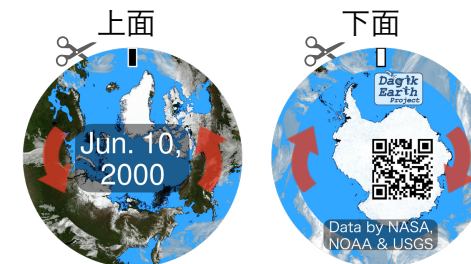 上面
下面
Jun. 10,
2000
Dagik
Earth
Project
Data by NASA,
NOAA & USGS